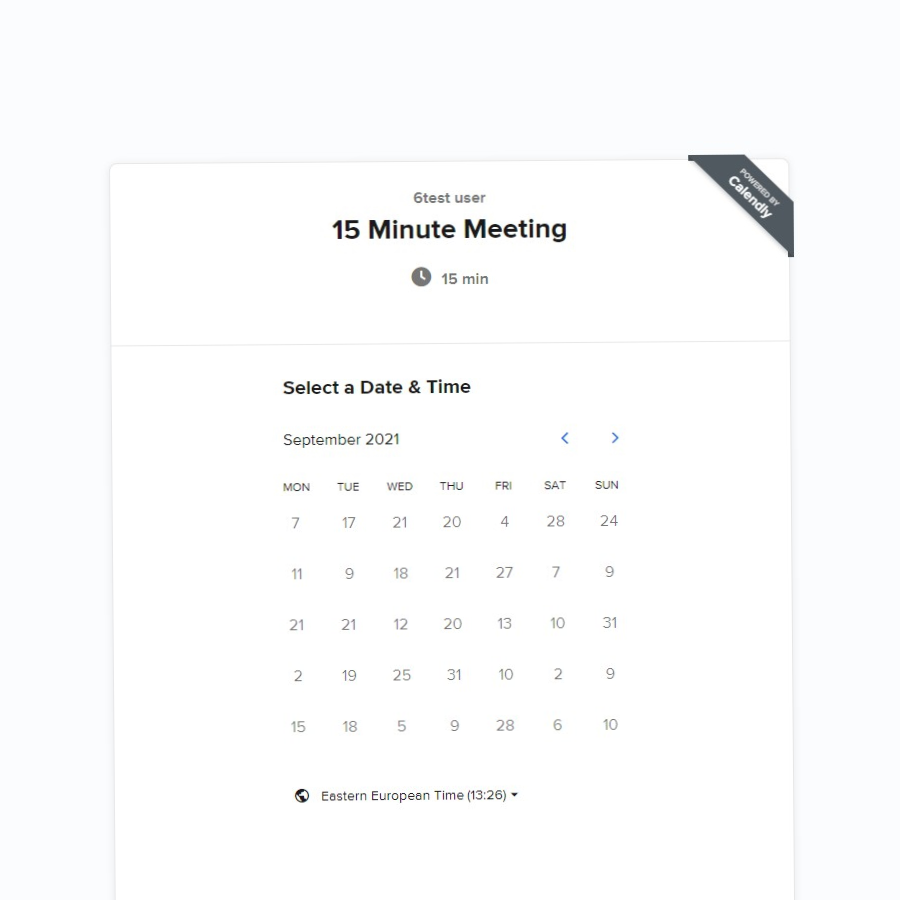 POWERED BY
Calendly
6test user
15 Minute Meeting
15 min
Select a Date & Time
September 2021
MON TUE WED THU FRI SAT SUN
7 17 21 20 4 28 24
11 9 18 21 27 7 9
21 21 12 20 13 10 31
2 19 25 31 10 2 9
15 18 5 9 28 6 10
Eastern European Time (13:26)